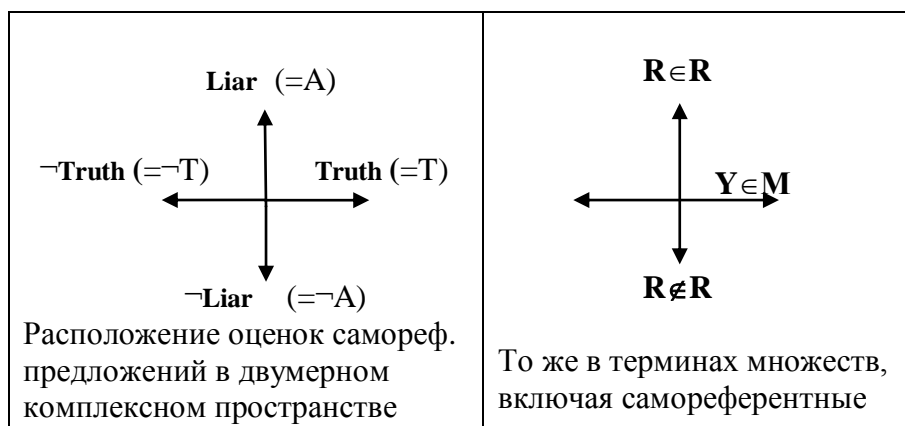 Liar (=A)
¬Truth (=¬T) Truth (=T)
¬Liar (=¬A)
Расположение оценок самореф.
предложений в двумерном
комплексном пространстве
R∈R
Y∈M
R∉R
То же в терминах множеств,
включая самореферентные